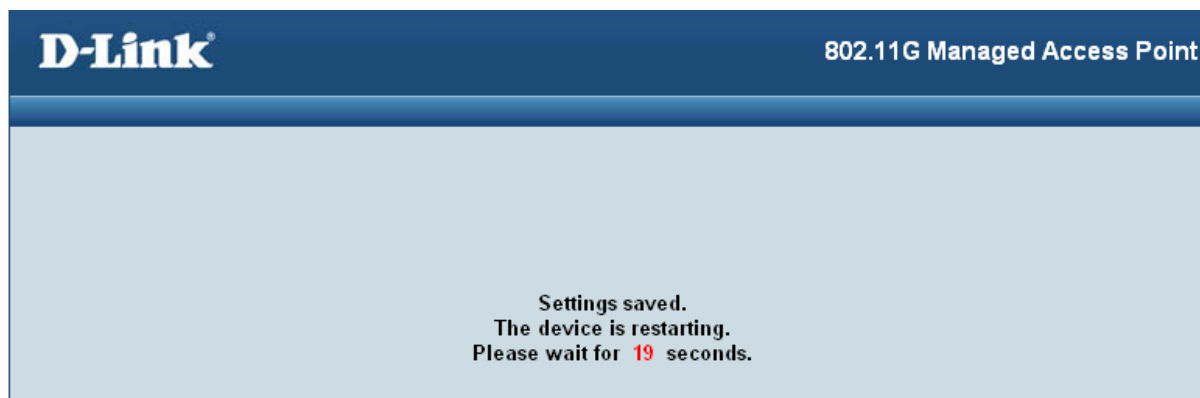 D-Link®
802.11G Managed Access Point
Settings saved.
The device is restarting.
Please wait for 19 seconds.